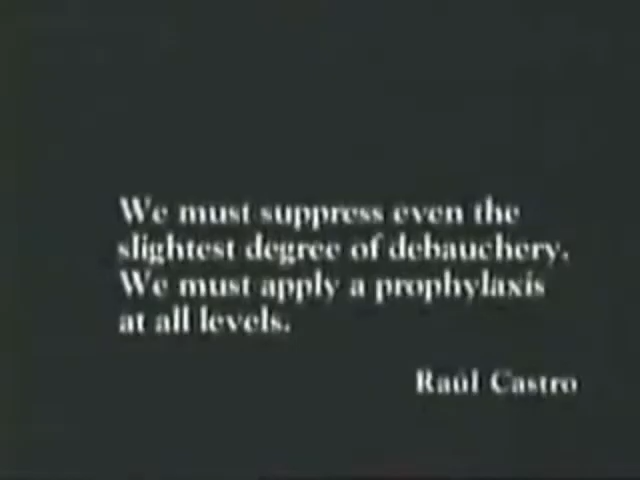 We must suppress even the
slightest degree of debauchery.
We must apply a prophylaxis
at all levels.
Raúl Castro